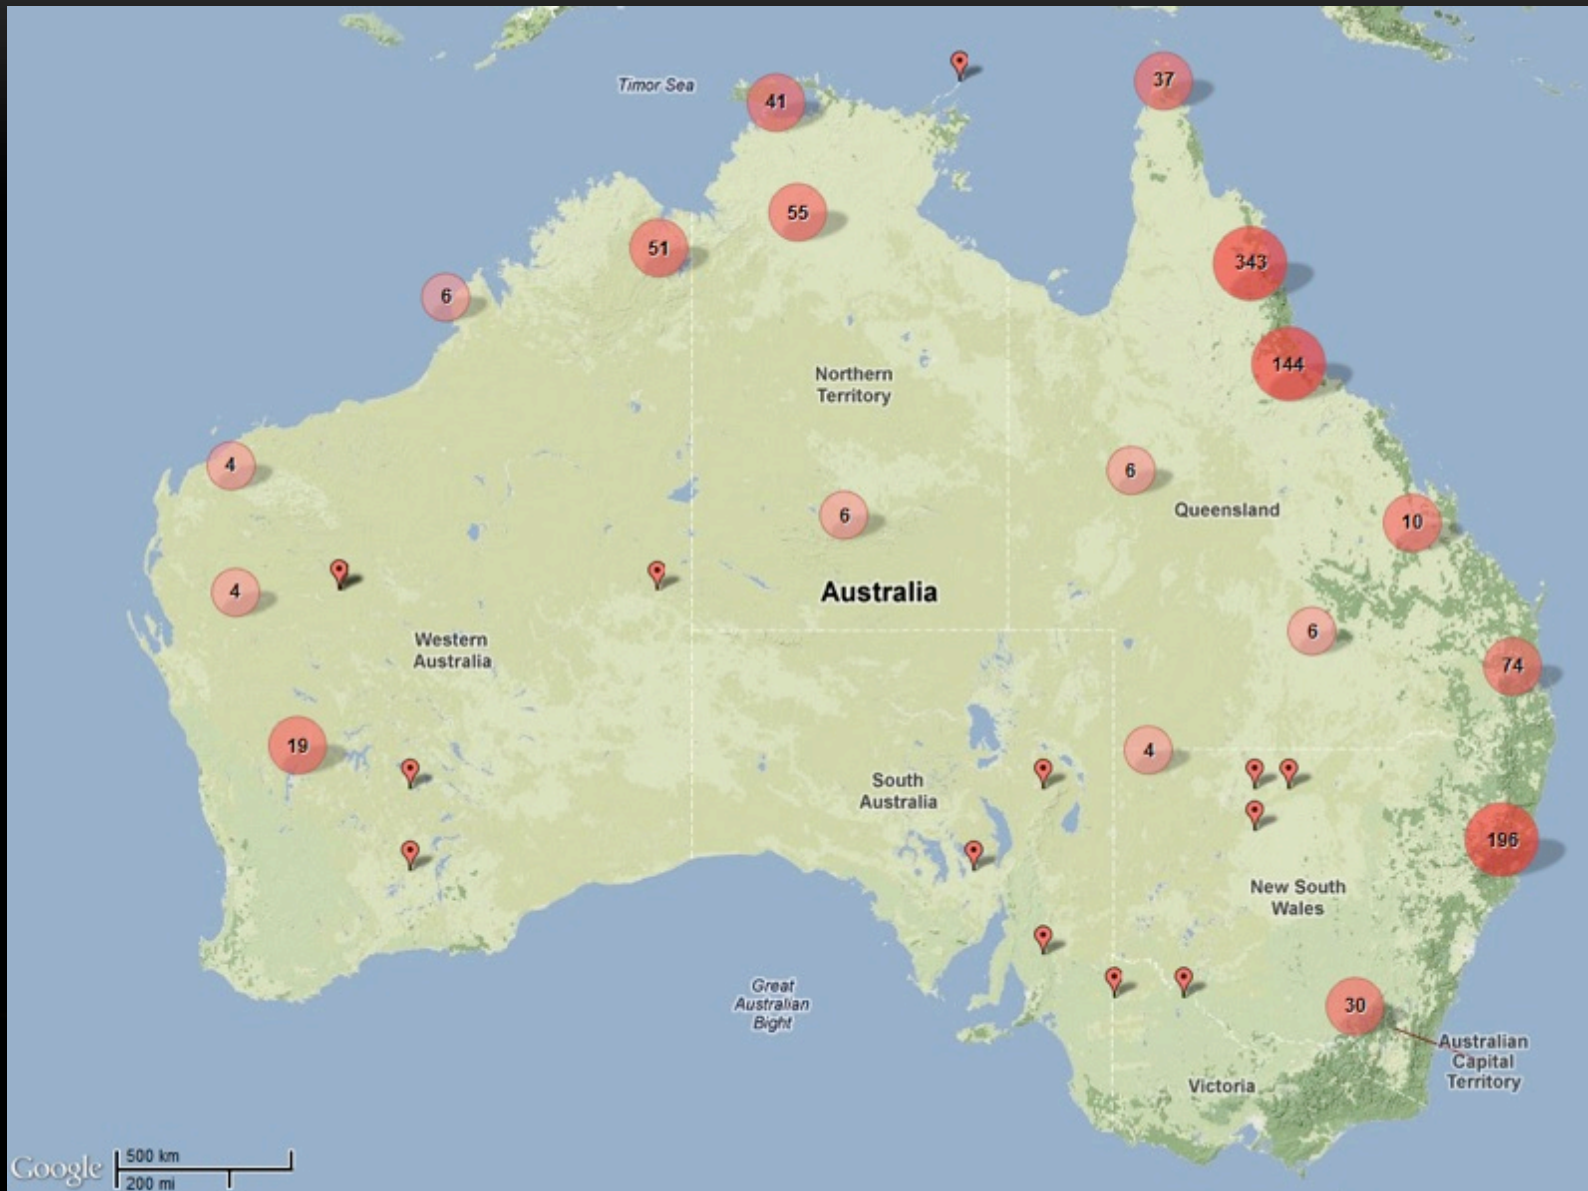 37
Timor Sea
41
55
51
343
6
144
Northern
Territory
4
6
Queensland
6
10
4
Australia
6
Western
Australia
74
19
4
South
Australia
196
New South
Wales
Great
Australian
Bight
30
Australian
Capital
Territory
Victoria
Google
500 km
200 mi